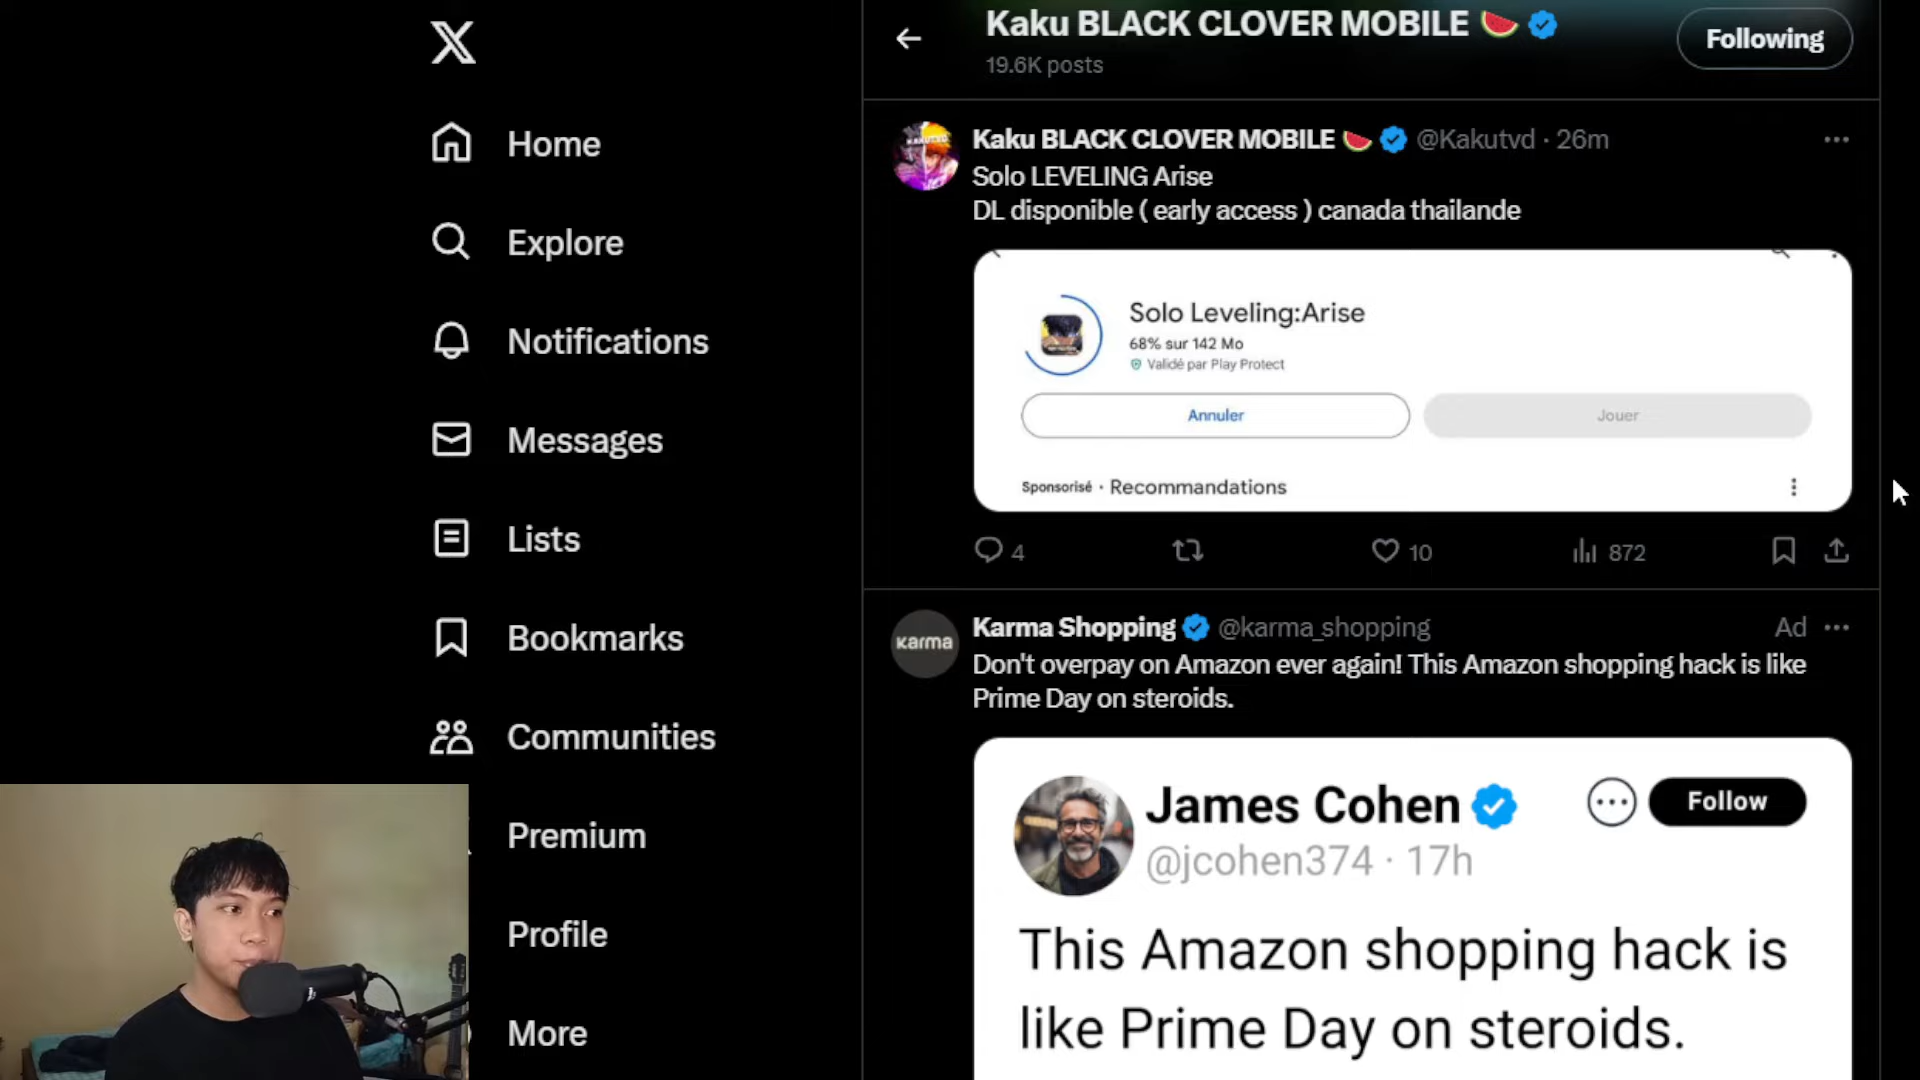 X
Home
Explore
Notifications
Messages
Lists
Bookmarks
Communities
Premium
Profile
More
Kaku BLACK CLOVER MOBILE 🍉
19.6K posts
Following
Kaku BLACK CLOVER MOBILE 🍉 @Kakutvd · 26m
Solo LEVELING Arise
DL disponible ( early access ) canada thailande
Solo Leveling:Arise
68% sur 142 Mo
Validé par Play Protect
Annuler
Jouer
Sponsorisé · Recommandations
4
10
872
Karma
Karma Shopping @karma_shopping
Ad
Don't overpay on Amazon ever again! This Amazon shopping hack is like
Prime Day on steroids.
James Cohen
@jcohen374 · 17h
Follow
This Amazon shopping hack is
like Prime Day on steroids.